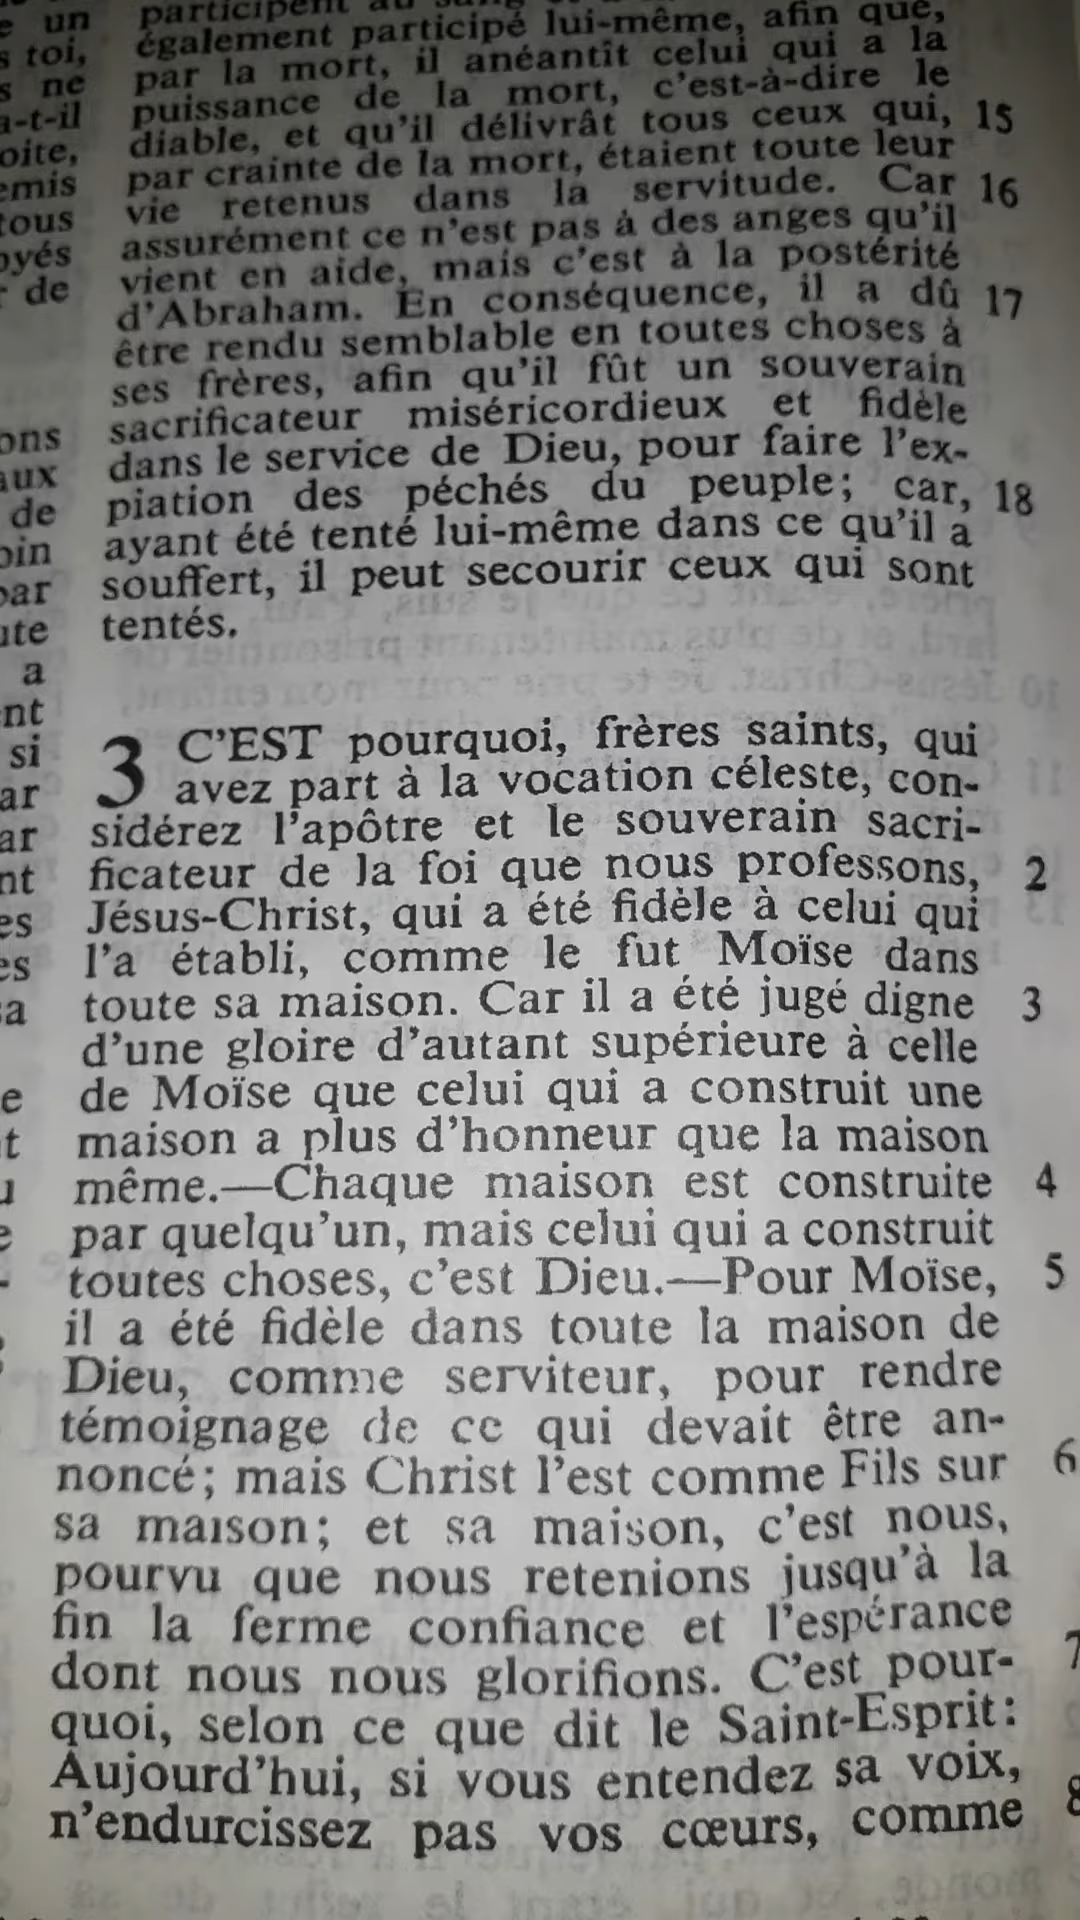 un
toi,
ne
a-t-il
également participé lui-même, afin que,
par la mort, il anéantît celui qui a la
puissance de la mort, c'est-à-dire le
diable, et qu'il délivrât tous ceux qui, 15
par crainte de la mort, étaient toute leur
vie retenus dans la servitude. Car 16
assurément ce n'est pas à des anges qu'il
vient en aide, mais c'est à la postérité
d'Abraham. En conséquence, il a dû 17
être rendu semblable en toutes choses à
ses frères, afin qu'il fût un souverain
sacrificateur miséricordieux et fidèle
dans le service de Dieu, pour faire l'ex-
piation des péchés du peuple; car, 18
ayant été tenté lui-même dans ce qu'il a
souffert, il peut secourir ceux qui sont
tentés.
3 C'EST pourquoi, frères saints, qui
avez part à la vocation céleste, con-
sidérez l'apôtre et le souverain sacri-
ficateur de la foi que nous professons, 2
Jésus-Christ, qui a été fidèle à celui qui
l'a établi, comme le fut Moïse dans
toute sa maison. Car il a été jugé digne 3
d'une gloire d'autant supérieure à celle
de Moïse que celui qui a construit une
maison a plus d'honneur que la maison
même.—Chaque maison est construite 4
par quelqu'un, mais celui qui a construit
toutes choses, c'est Dieu.—Pour Moïse, 5
il a été fidèle dans toute la maison de
Dieu, comme serviteur, pour rendre
témoignage de ce qui devait être an-
noncé; mais Christ l'est comme Fils sur 6
sa maison; et sa maison, c'est nous,
pourvu que nous retenions jusqu'à la
fin la ferme confiance et l'espérance
dont nous nous glorifions. C'est pour- 7
quoi, selon ce que dit le Saint-Esprit:
Aujourd'hui, si vous entendez sa voix,
n'endurcissez pas vos cœurs, comme 8